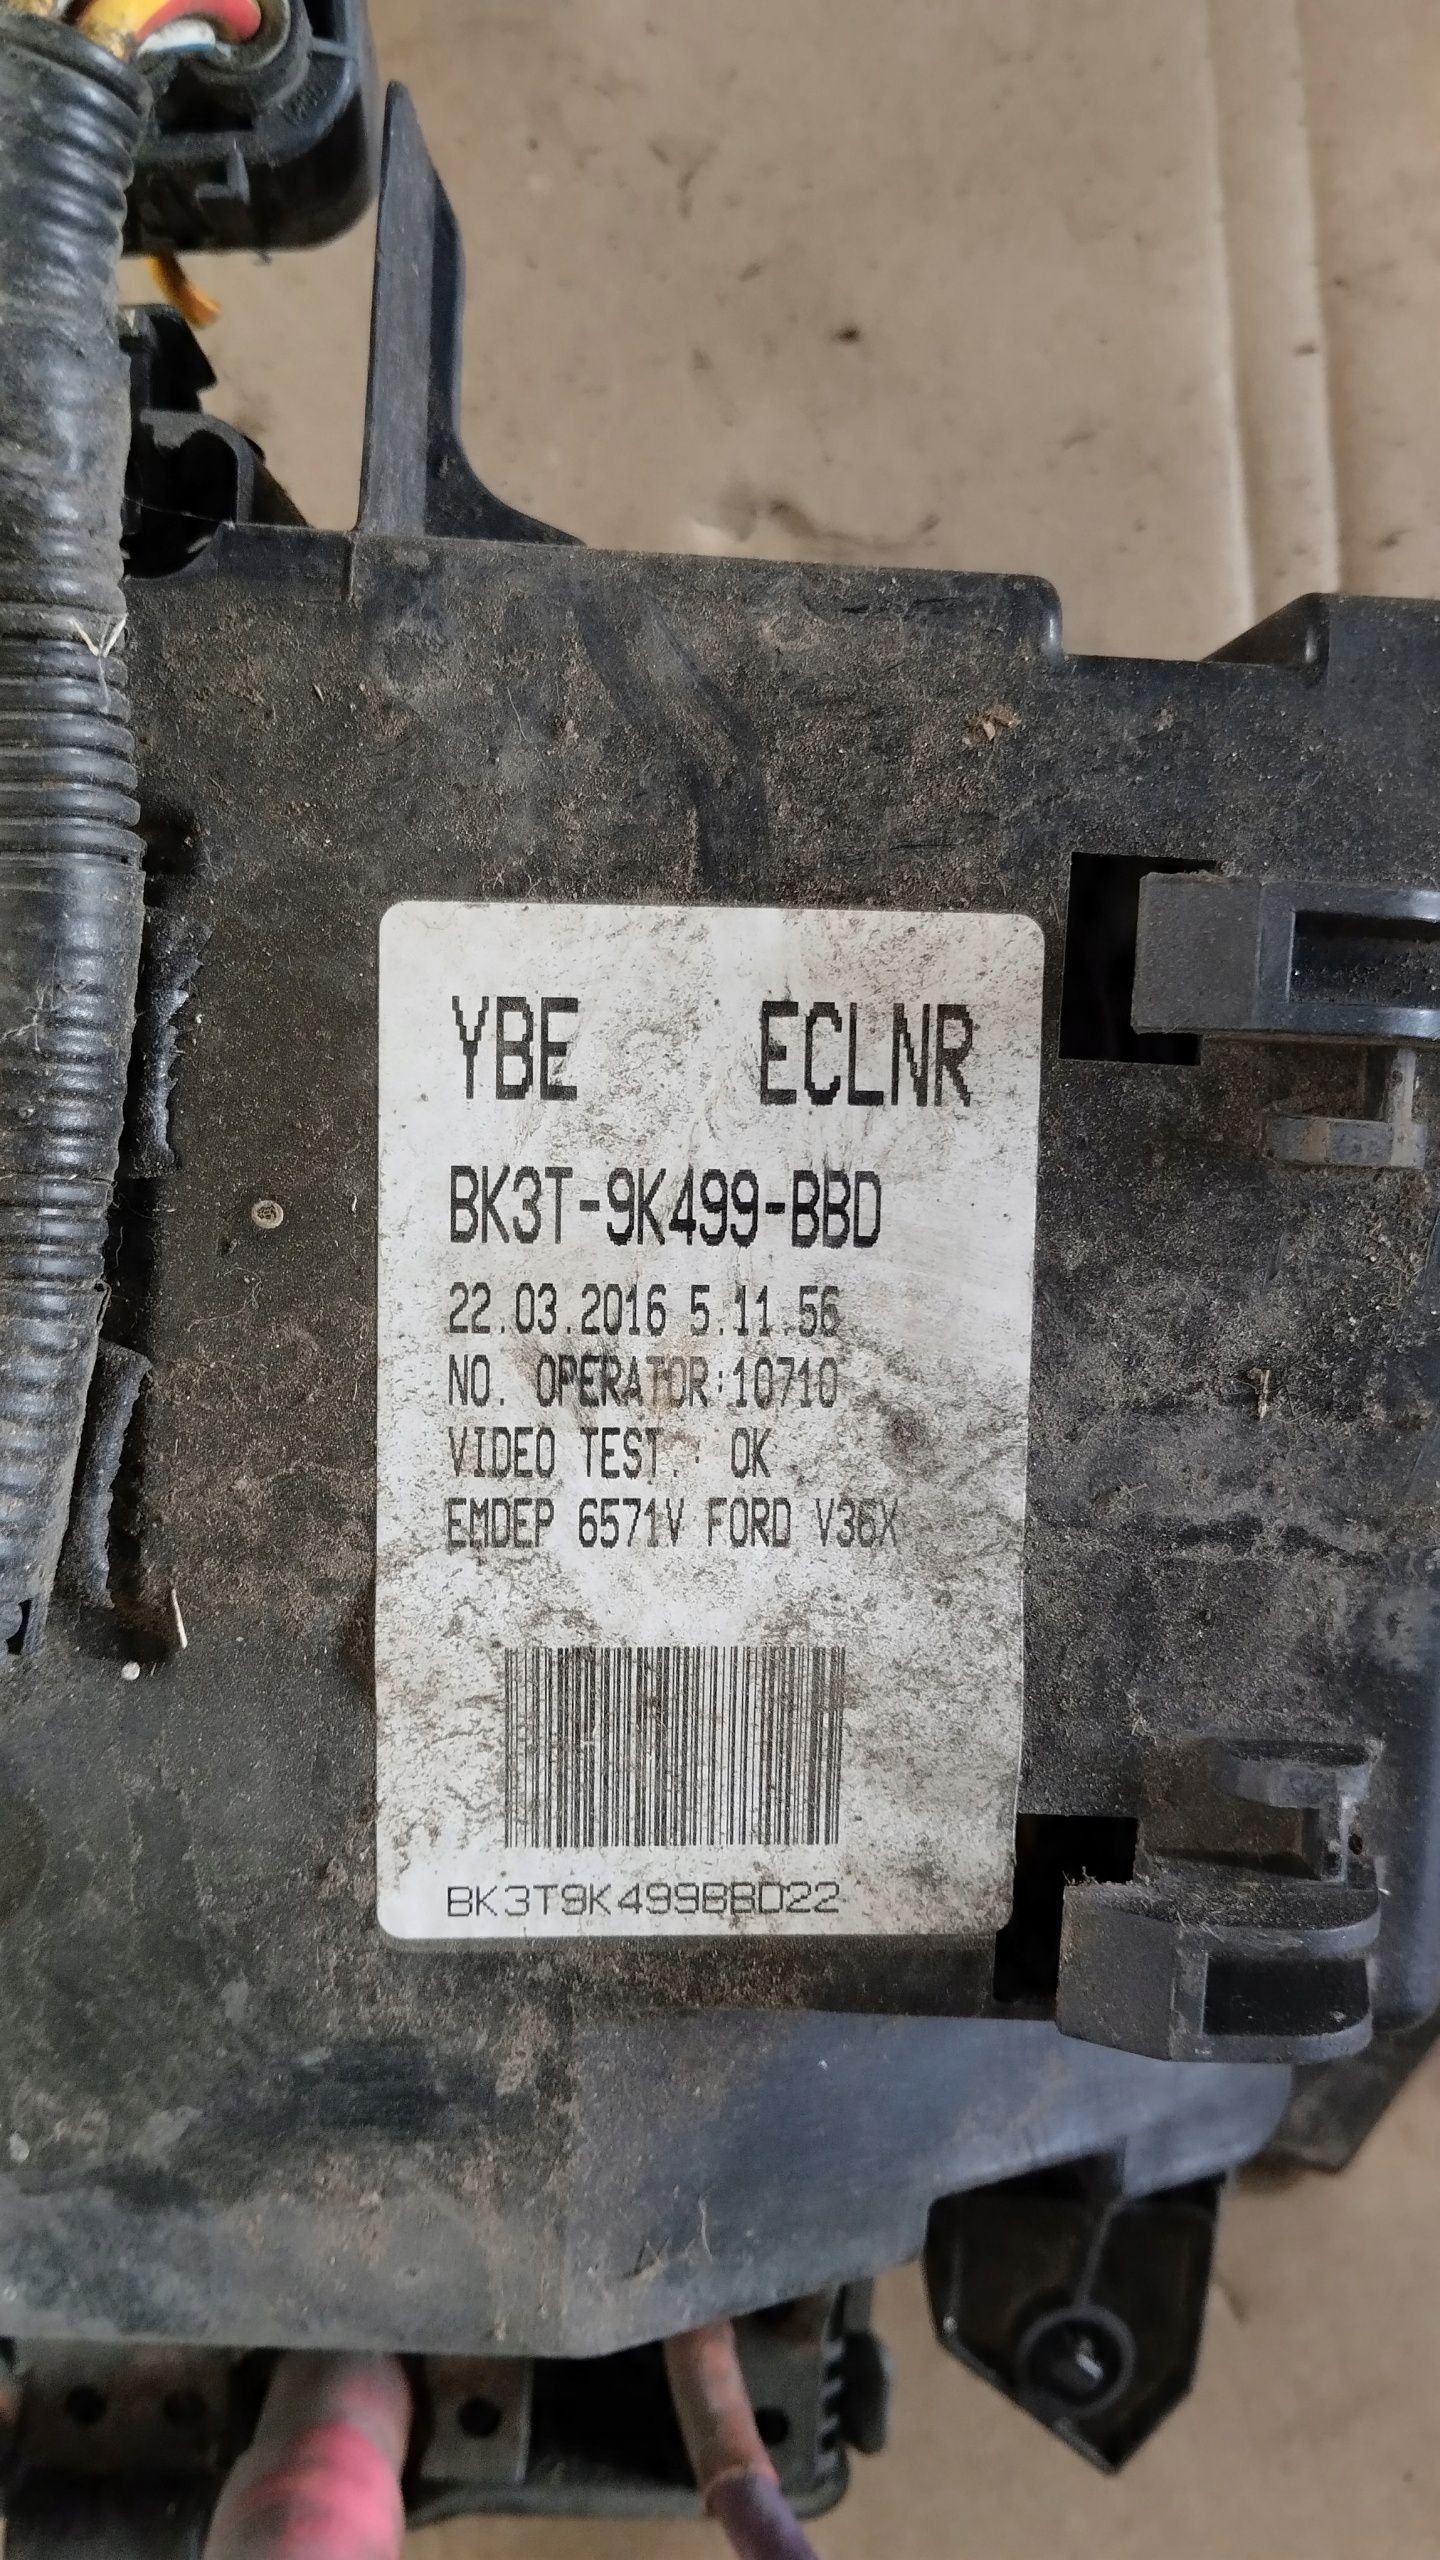 YBE ECLNR
BK3T-9K499-BBD
22.03.2016 5.11.56
NO. OPERATOR:10710
VIDEO TEST.: OK
EMDEP 6571V FORD V36X
BK3T9K499BBD22